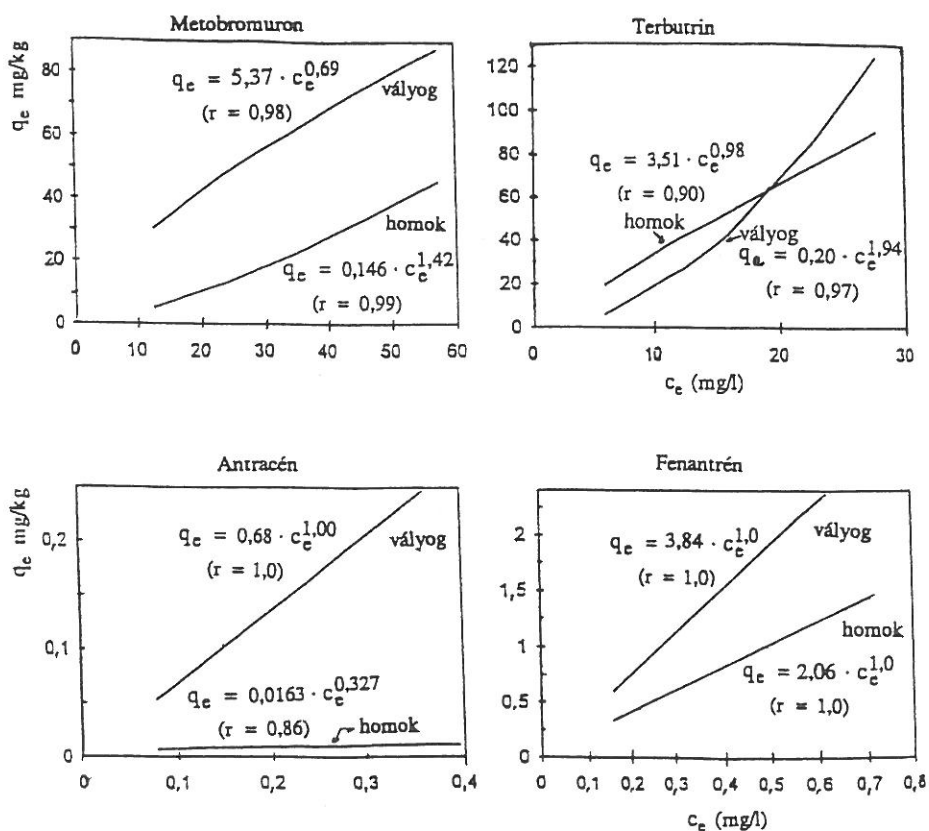 Metobromuron
q_e mg/kg
80
60
40
20
0
q_e = 5,37 · c_e^0,69
(r = 0,98)
vályog
homok
q_e = 0,146 · c_e^1,42
(r = 0,99)
0 10 20 30 40 50 60
Terbutrin
120
100
80
60
40
20
0
q_e = 3,51 · c_e^0,98
(r = 0,90)
homok
vályog
q_e = 0,20 · c_e^1,94
(r = 0,97)
0 10 20 30
c_e (mg/l)
Antracén
q_e mg/kg
0,2
0,1
0
q_e = 0,68 · c_e^1,00
(r = 1,0)
vályog
q_e = 0,0163 · c_e^0,327
(r = 0,86)
homok
0 0,1 0,2 0,3 0,4
Fenantrén
2
1,5
1
0,5
0
q_e = 3,84 · c_e^1,0
(r = 1,0)
vályog
homok
q_e = 2,06 · c_e^1,0
(r = 1,0)
0 0,1 0,2 0,3 0,4 0,5 0,6 0,7 0,8
c_e (mg/l)